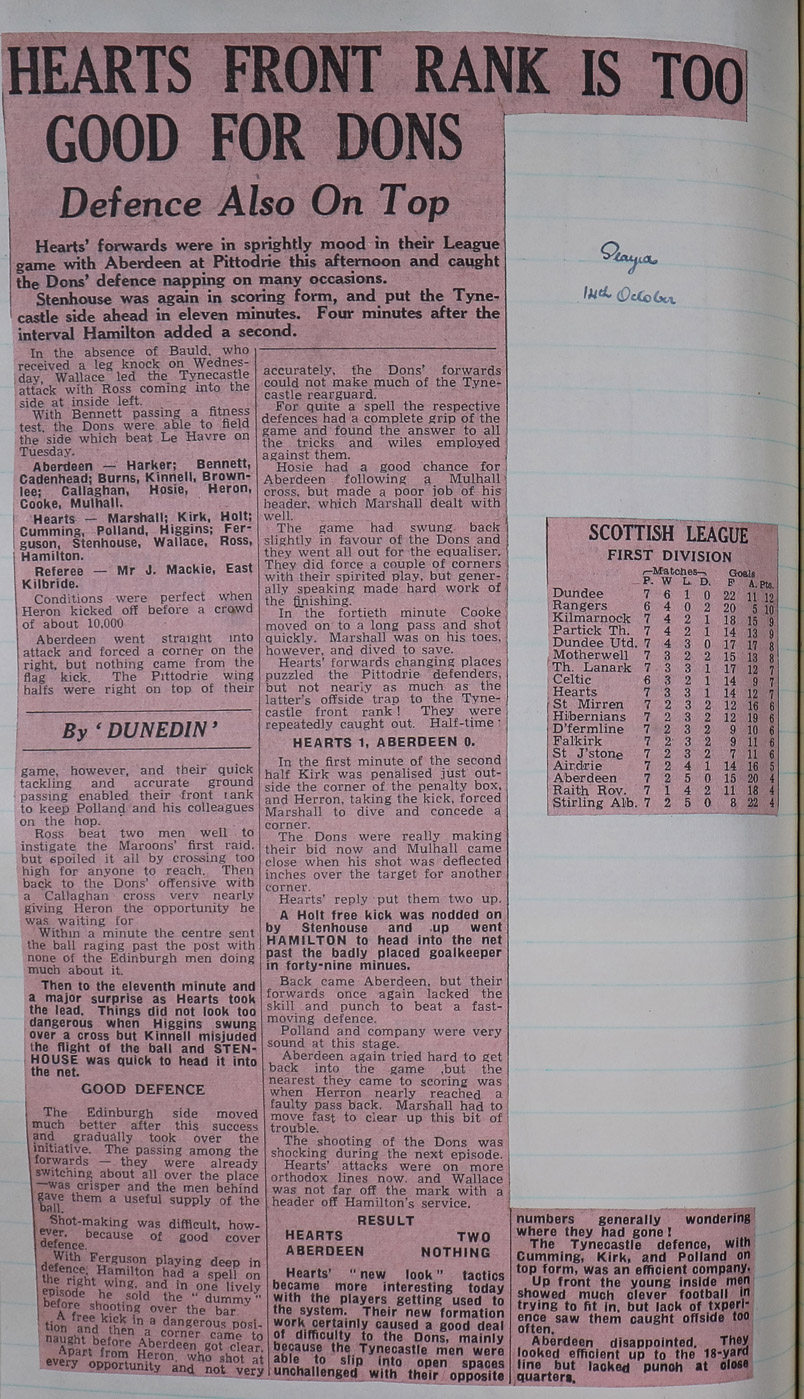 HEARTS FRONT RANK IS TOO
GOOD FOR DONS
Defence Also On Top
Hearts' forwards were in sprightly mood in their League
game with Aberdeen at Pittodrie this afternoon and caught
the Dons' defence napping on many occasions.
Stenhouse was again in scoring form, and put the Tyne-
castle side ahead in eleven minutes. Four minutes after the
interval Hamilton added a second.
In the absence of Bauld, who
received a leg knock on Wednes-
day, Wallace led the Tynecastle
attack with Ross coming into the
side at inside left.
With Bennett passing a fitness
test, the Dons were able to field
the side which beat Le Havre on
Tuesday.
Aberdeen — Harker; Bennett,
Cadenhead; Burns, Kinnell, Brown-
lee; Callaghan, Hosie, Heron,
Cooke, Mulhall.
Hearts — Marshall; Kirk, Holt;
Cumming, Polland, Higgins; Fer-
guson, Stenhouse, Wallace, Ross,
Hamilton.
Referee — Mr J. Mackie, East
Kilbride.
Conditions were perfect when
Heron kicked off before a crowd
of about 10,000
Aberdeen went straight into
attack and forced a corner on the
right, but nothing came from the
flag kick. The Pittodrie wing
halfs were right on top of their
By 'DUNEDIN'
game, however, and their quick
tackling and accurate ground
passing enabled their front rank
to keep Polland and his colleagues
on the hop.
Ross beat two men well to
instigate the Maroons' first raid,
but spoiled it all by crossing too
high for anyone to reach. Then
back to the Dons' offensive with
a Callaghan cross very nearly
giving Heron the opportunity he
was waiting for
Within a minute the centre sent
the ball raging past the post with
none of the Edinburgh men doing
much about it.
Then to the eleventh minute and
a major surprise as Hearts took
the lead. Things did not look too
dangerous when Higgins swung
over a cross but Kinnell misjuded
the flight of the ball and STEN-
HOUSE was quick to head it into
the net.
GOOD DEFENCE
The Edinburgh side moved
much better after this success
and gradually took over the
initiative. The passing among the
forwards — they were already
switching about all over the place
—was crisper and the men behind
gave them a useful supply of the
ball.
Shot-making was difficult, how-
ever, because of good cover
defence.
With Ferguson playing deep in
defence, Hamilton had a spell on
the right wing, and in one lively
episode he sold the "dummy"
before shooting over the bar
A free kick in a dangerous posi-
tion and then a corner came to
naught before Aberdeen got clear.
Apart from Heron, who shot at
every opportunity and not very
accurately, the Dons' forwards
could not make much of the Tyne-
castle rearguard.
For quite a spell the respective
defences had a complete grip of the
game and found the answer to all
the tricks and wiles employed
against them.
Hosie had a good chance for
Aberdeen following a Mulhall
cross, but made a poor job of his
header, which Marshall dealt with
well.
The game had swung back
slightly in favour of the Dons and
they went all out for the equaliser.
They did force a couple of corners
with their spirited play, but gener-
ally speaking made hard work of
the finishing.
In the fortieth minute Cooke
moved on to a long pass and shot
quickly. Marshall was on his toes,
however, and dived to save.
Hearts' forwards changing places
puzzled the Pittodrie defenders,
but not nearly as much as the
latter's offside trap to the Tyne-
castle front rank! They were
repeatedly caught out. Half-time:
HEARTS 1, ABERDEEN 0.
In the first minute of the second
half Kirk was penalised just out-
side the corner of the penalty box,
and Herron, taking the kick, forced
Marshall to dive and concede a
corner.
The Dons were really making
their bid now and Mulhall came
close when his shot was deflected
inches over the target for another
corner.
Hearts' reply put them two up.
A Holt free kick was nodded on
by Stenhouse and up went
HAMILTON to head into the net
past the badly placed goalkeeper
in forty-nine minues.
Back came Aberdeen, but their
forwards once again lacked the
skill and punch to beat a fast-
moving defence.
Polland and company were very
sound at this stage.
Aberdeen again tried hard to get
back into the game ,but the
nearest they came to scoring was
when Herron nearly reached a
faulty pass back. Marshall had to
move fast to clear up this bit of
trouble.
The shooting of the Dons was
shocking during the next episode.
Hearts' attacks were on more
orthodox lines now, and Wallace
was not far off the mark with a
header off Hamilton's service.
RESULT
HEARTS TWO
ABERDEEN NOTHING
Hearts' "new look" tactics
became more interesting today
with the players getting used to
the system. Their new formation
work certainly caused a good deal
of difficulty to the Dons, mainly
because the Tynecastle men were
able to slip into open spaces
unchallenged with their opposite
numbers generally wondering
where they had gone!
The Tynecastle defence, with
Cumming, Kirk, and Polland on
top form, was an efficient company.
Up front the young inside men
showed much clever football in
trying to fit in, but lack of txperi-
ence saw them caught offside too
often.
Aberdeen disappointed. They
looked efficient up to the 18-yard
line but lacked punch at close
quarters.
Played
14th October
SCOTTISH LEAGUE
FIRST DIVISION
Matches Goals
P. W. L. D. F A. Pts.
Dundee 7 6 1 0 22 11 12
Rangers 6 4 0 2 20 5 10
Kilmarnock 7 4 2 1 18 15 9
Partick Th. 7 4 2 1 14 13 9
Dundee Utd. 7 4 3 0 17 17 8
Motherwell 7 3 2 2 15 13 8
Th. Lanark 7 3 3 1 17 12 7
Celtic 6 3 2 1 14 9 7
Hearts 7 3 3 1 14 12 7
St Mirren 7 2 3 2 12 16 6
Hibernians 7 2 3 2 12 19 6
D'fermline 7 2 3 2 9 10 6
Falkirk 7 2 3 2 9 11 6
St J'stone 7 2 3 2 7 11 6
Airdrie 7 2 4 1 14 16 5
Aberdeen 7 2 5 0 15 20 4
Raith Rov. 7 1 4 2 11 18 4
Stirling Alb. 7 2 5 0 8 22 4